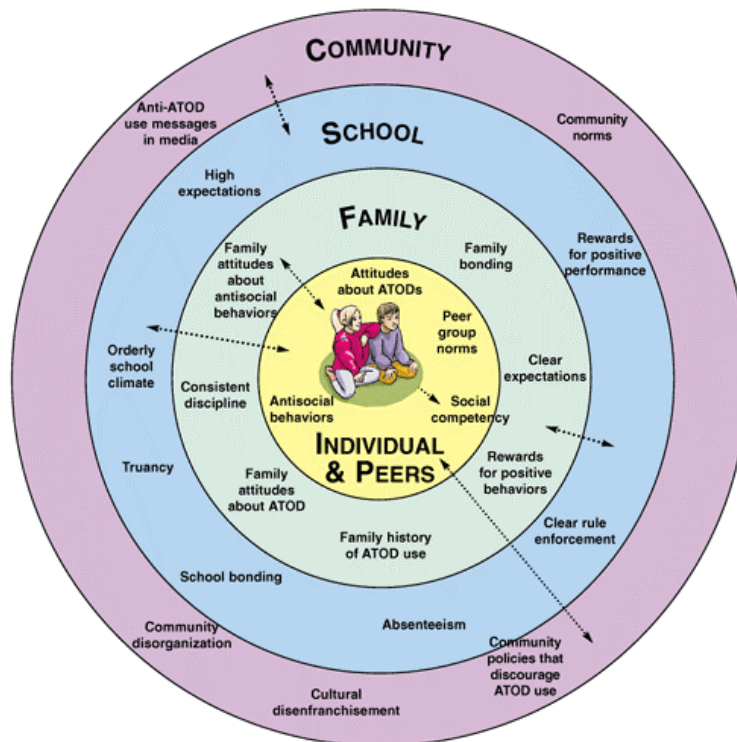 COMMUNITY
Anti-ATOD
use messages
in media
Community
norms
SCHOOL
High
expectations
Rewards
for positive
performance
FAMILY
Family
attitudes
about
antisocial
behaviors
Family
bonding
Attitudes
about ATODs
Peer
group
norms
Orderly
school
climate
Clear
expectations
Consistent
discipline
Antisocial
behaviors
Social
competency
INDIVIDUAL
& PEERS
Truancy
Rewards
for positive
behaviors
Family
attitudes
about ATOD
Clear rule
enforcement
Family history
of ATOD use
School bonding
Absenteeism
Community
disorganization
Community
policies that
discourage
ATOD use
Cultural
disenfranchisement